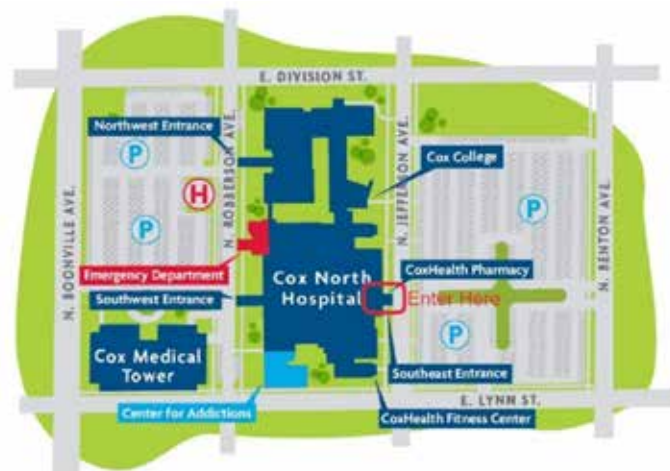 E. DIVISION ST.
Northwest Entrance
N. ROBBERSON AVE.
N. JEFFERSON AVE.
Cox College
P
H
P
P
N. BOONVILLE AVE.
N. BENTON AVE.
Emergency Department
Cox North
Hospital
CoxHealth Pharmacy
Southwest Entrance
Enter Here
Cox Medical
Tower
P
Southeast Entrance
E. LYNN ST.
Center for Addictions
CoxHealth Fitness Center